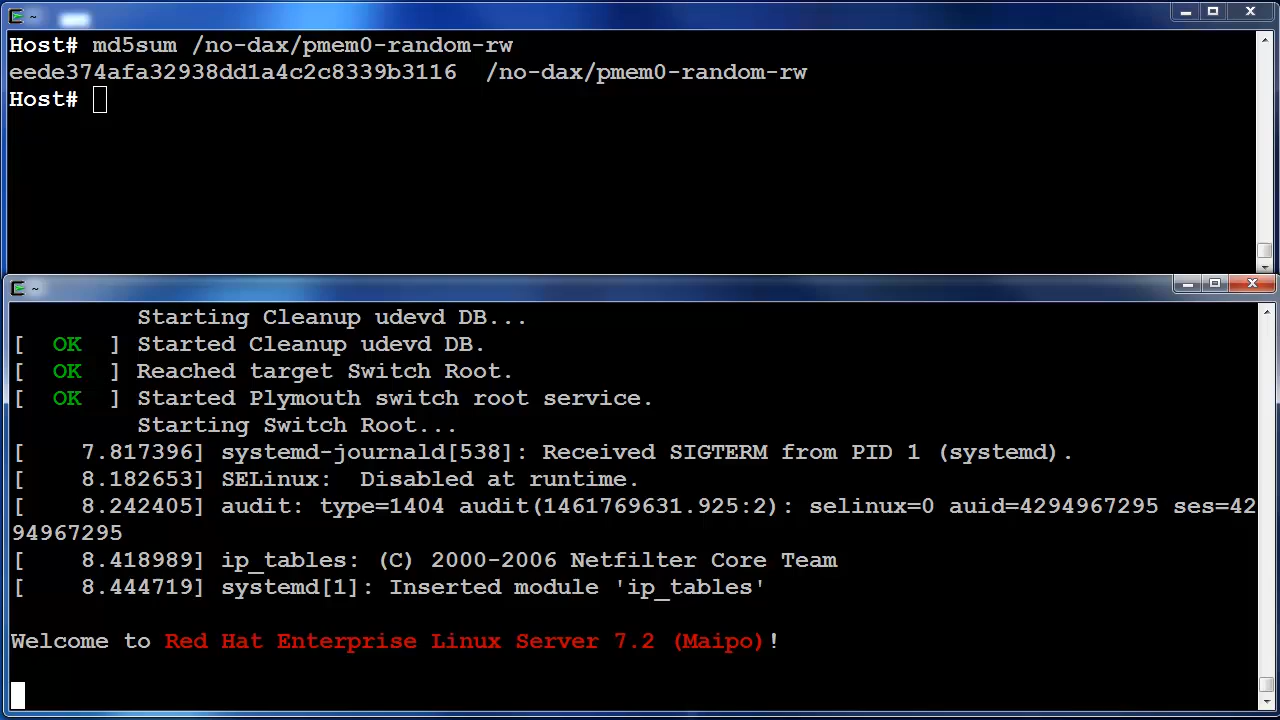 ~
Host# md5sum /no-dax/pmem0-random-rw
eede374afa32938dd1a4c2c8339b3116  /no-dax/pmem0-random-rw
Host#
~
Starting Cleanup udevd DB...
[  OK  ] Started Cleanup udevd DB.
[  OK  ] Reached target Switch Root.
[  OK  ] Started Plymouth switch root service.
Starting Switch Root...
[    7.817396] systemd-journald[538]: Received SIGTERM from PID 1 (systemd).
[    8.182653] SELinux:  Disabled at runtime.
[    8.242405] audit: type=1404 audit(1461769631.925:2): selinux=0 auid=4294967295 ses=42
94967295
[    8.418989] ip_tables: (C) 2000-2006 Netfilter Core Team
[    8.444719] systemd[1]: Inserted module 'ip_tables'
Welcome to Red Hat Enterprise Linux Server 7.2 (Maipo)!